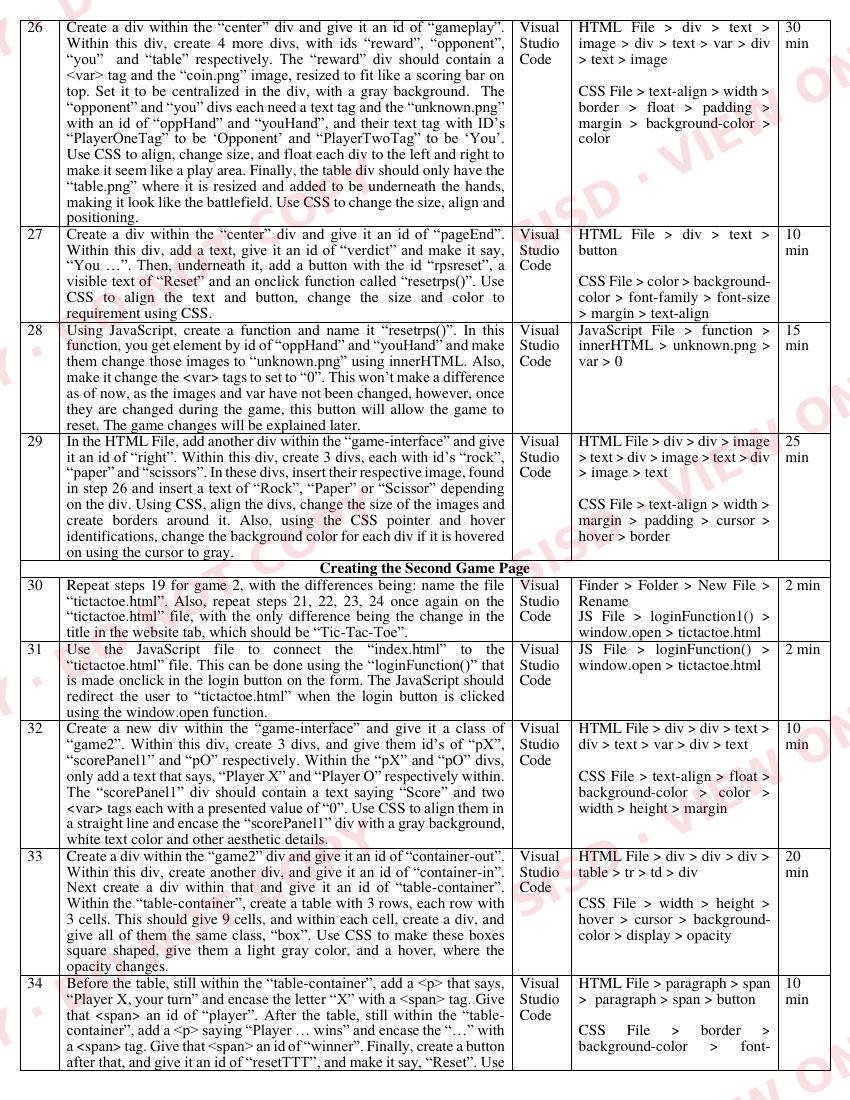 26 Create a div within the “center” div and give it an id of “gameplay”. Visual HTML File > div > text > 30
Within this div, create 4 more divs, with ids “reward”, “opponent”, Studio image > div > text > var > div min
“you” and “table” respectively. The “reward” div should contain a Code > text > image
<var> tag and the “coin.png” image, resized to fit like a scoring bar on
top. Set it to be centralized in the div, with a gray background. The CSS File > text-align > width >
“opponent” and “you” divs each need a text tag and the “unknown.png” border > float > padding >
with an id of “oppHand” and “youHand”, and their text tag with ID’s margin > background-color >
“PlayerOneTag” to be ‘Opponent’ and “PlayerTwoTag” to be ‘You’. color
Use CSS to align, change size, and float each div to the left and right to
make it seem like a play area. Finally, the table div should only have the
“table.png” where it is resized and added to be underneath the hands,
making it look like the battlefield. Use CSS to change the size, align and
positioning.
27 Create a div within the “center” div and give it an id of “pageEnd”. Visual HTML File > div > text > 10
Within this div, add a text, give it an id of “verdict” and make it say, Studio button min
“You …”. Then, underneath it, add a button with the id “rpsreset”, a Code
visible text of “Reset” and an onclick function called “resetrps()”. Use CSS File > color > background-
CSS to align the text and button, change the size and color to color > font-family > font-size
requirement using CSS. > margin > text-align
28 Using JavaScript, create a function and name it “resetrps()”. In this Visual JavaScript File > function > 15
function, you get element by id of “oppHand” and “youHand” and make Studio innerHTML > unknown.png > min
them change those images to “unknown.png” using innerHTML. Also, Code var > 0
make it change the <var> tags to set to “0”. This won’t make a difference
as of now, as the images and var have not been changed, however, once
they are changed during the game, this button will allow the game to
reset. The game changes will be explained later.
29 In the HTML File, add another div within the “game-interface” and give Visual HTML File > div > div > image 25
it an id of “right”. Within this div, create 3 divs, each with id’s “rock”, Studio > text > div > image > text > div min
“paper” and “scissors”. In these divs, insert their respective image, found Code > image > text
in step 26 and insert a text of “Rock”, “Paper” or “Scissor” depending
on the div. Using CSS, align the divs, change the size of the images and CSS File > text-align > width >
create borders around it. Also, using the CSS pointer and hover margin > padding > cursor >
identifications, change the background color for each div if it is hovered hover > border
on using the cursor to gray.
Creating the Second Game Page
30 Repeat steps 19 for game 2, with the differences being: name the file Visual Finder > Folder > New File > 2 min
“tictactoe.html”. Also, repeat steps 21, 22, 23, 24 once again on the Studio Rename
“tictactoe.html” file, with the only difference being the change in the Code JS File > loginFunction1() >
title in the website tab, which should be “Tic-Tac-Toe”. window.open > tictactoe.html
31 Use the JavaScript file to connect the “index.html” to the Visual JS File > loginFunction() > 2 min
“tictactoe.html” file. This can be done using the “loginFunction()” that Studio window.open > tictactoe.html
is made onclick in the login button on the form. The JavaScript should Code
redirect the user to “tictactoe.html” when the login button is clicked
using the window.open function.
32 Create a new div within the “game-interface” and give it a class of Visual HTML File > div > div > text > 10
“game2”. Within this div, create 3 divs, and give them id’s of “pX”, Studio div > text > var > div > text min
“scorePanel1” and “pO” respectively. Within the “pX” and “pO” divs, Code
only add a text that says, “Player X” and “Player O” respectively within. CSS File > text-align > float >
The “scorePanel1” div should contain a text saying “Score” and two background-color > color >
<var> tags each with a presented value of “0”. Use CSS to align them in width > height > margin
a straight line and encase the “scorePanel1” div with a gray background,
white text color and other aesthetic details.
33 Create a div within the “game2” div and give it an id of “container-out”. Visual HTML File > div > div > div > 20
Within this, create another div, and give it an id of “container-in”. Studio table > tr > td > div min
Next create a div within that and give it an id of “table-container”. Code
Within the “table-container”, create a table with 3 rows, each row with CSS File > width > height >
3 cells. This should give 9 cells, and within each cell, create a div, and hover > cursor > background-
give all of them the same class, “box”. Use CSS to make these boxes color > display > opacity
square shaped, give them a light gray color, and a hover, where the
opacity changes.
34 Before the table, still within the “table-container”, add a <p> that says, Visual HTML File > paragraph > span 10
“Player X, your turn” and encase the letter “X” with a <span> tag. Give Studio > paragraph > span > button min
that <span> an id of “player”. After the table, still within the “table- Code
container”, add a <p> saying “Player … wins” and encase the “…” with CSS File > border >
a <span> tag. Give that <span> an id of “winner”. Finally, create a button background-color > font-
after that, and give it an id of “resetTTT”, and make it say, “Reset”. Use